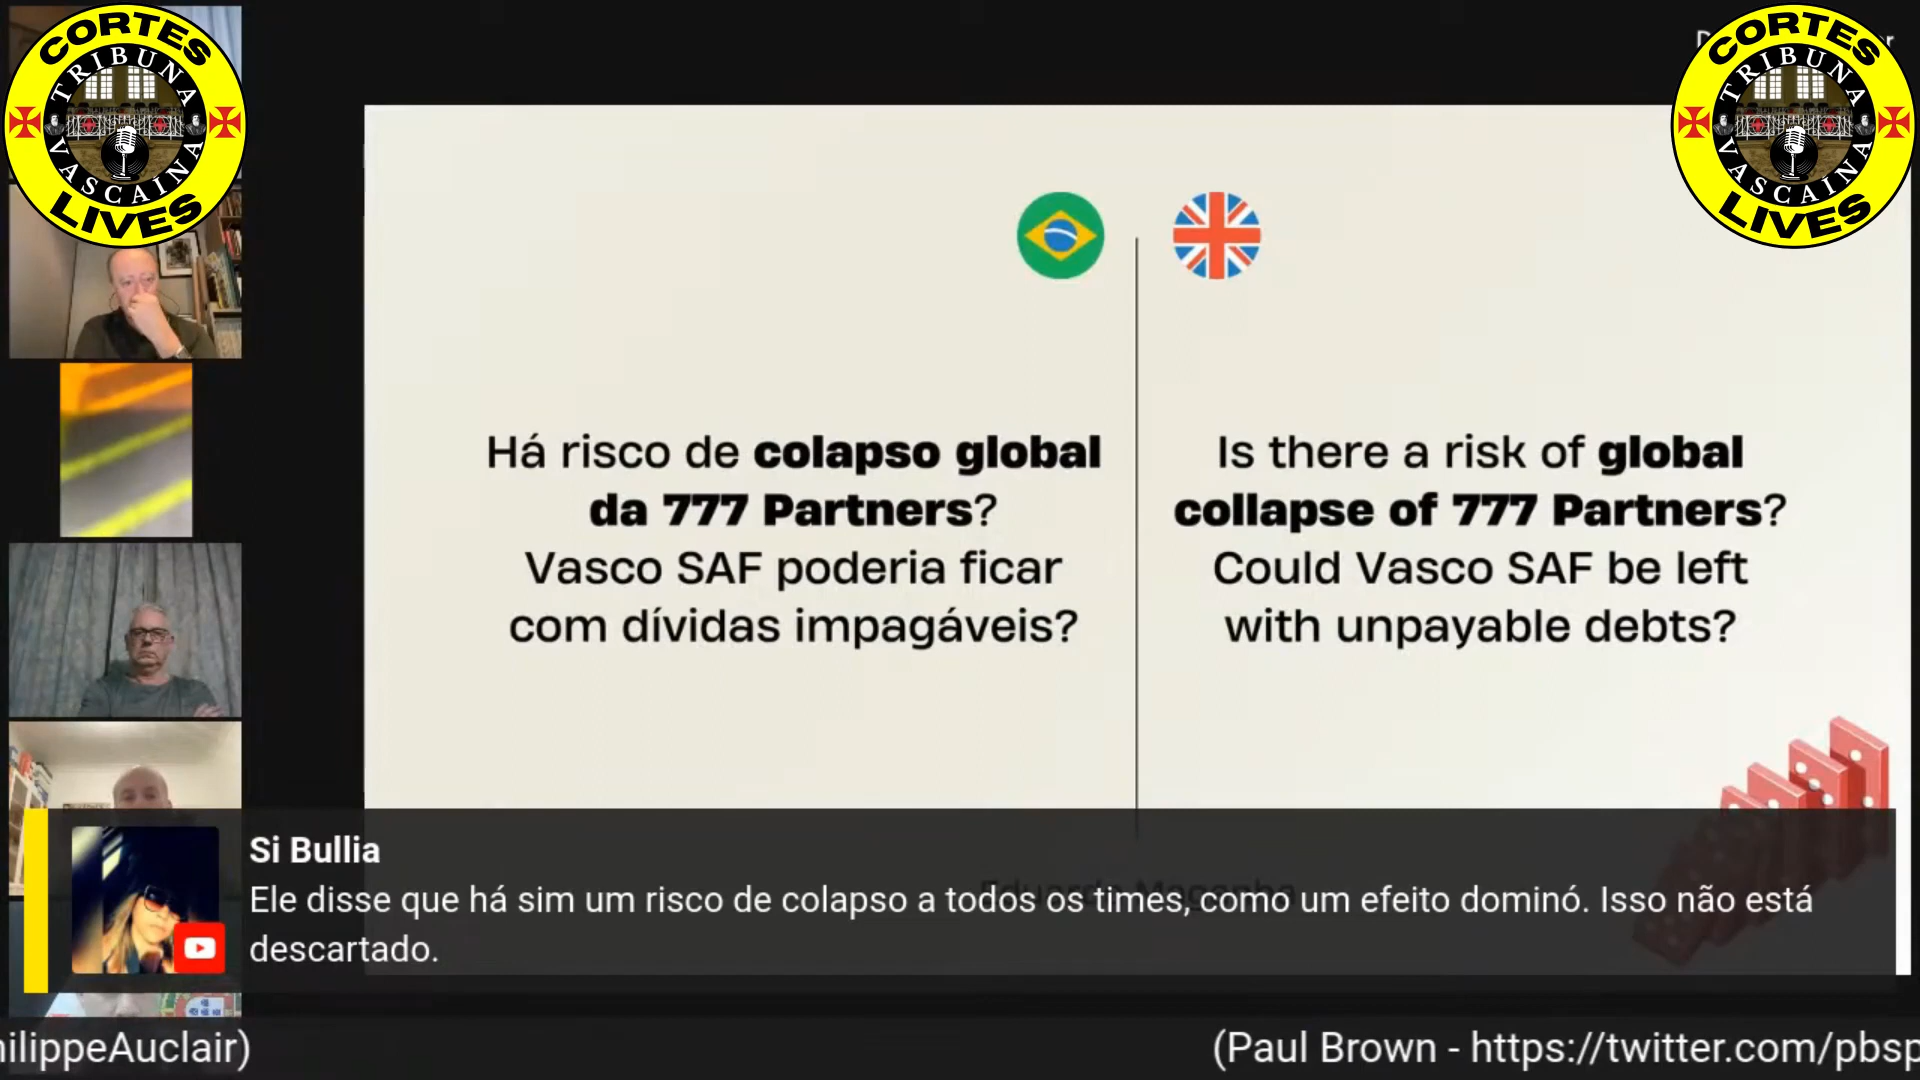 CORTES
TRIBUNA
VASCAINA
LIVES
CORTES
TRIBUNA
VASCAINA
LIVES
Há risco de colapso global
da 777 Partners?
Vasco SAF poderia ficar
com dívidas impagáveis?
Is there a risk of global
collapse of 777 Partners?
Could Vasco SAF be left
with unpayable debts?
Si Bullia
Ele disse que há sim um risco de colapso a todos os times, como um efeito dominó. Isso não está
descartado.
ilippeAuclair)
(Paul Brown - https://twitter.com/pbsp